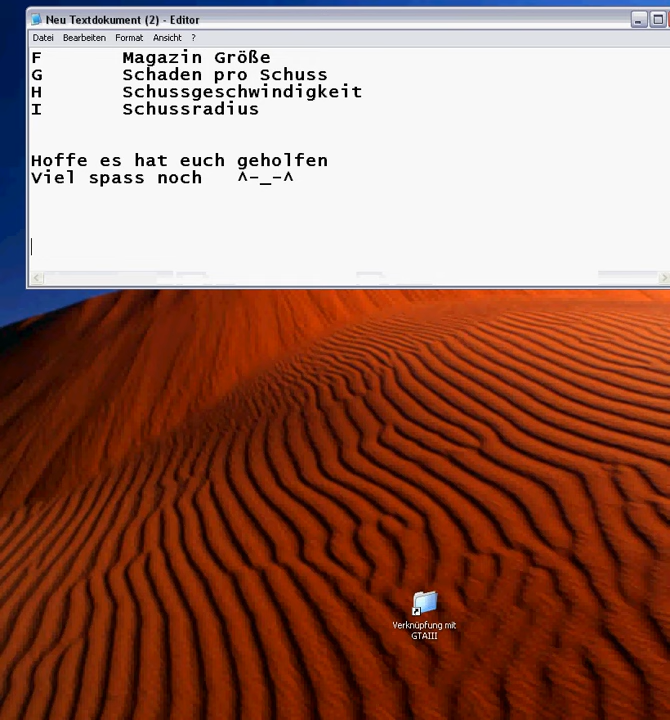 Neu Textdokument (2) - Editor
Datei Bearbeiten Format Ansicht ?
F Magazin Größe
G Schaden pro Schuss
H Schussgeschwindigkeit
I Schussradius
Hoffe es hat euch geholfen
Viel spass noch ^-_-^
Verknüpfung mit
GTAIII